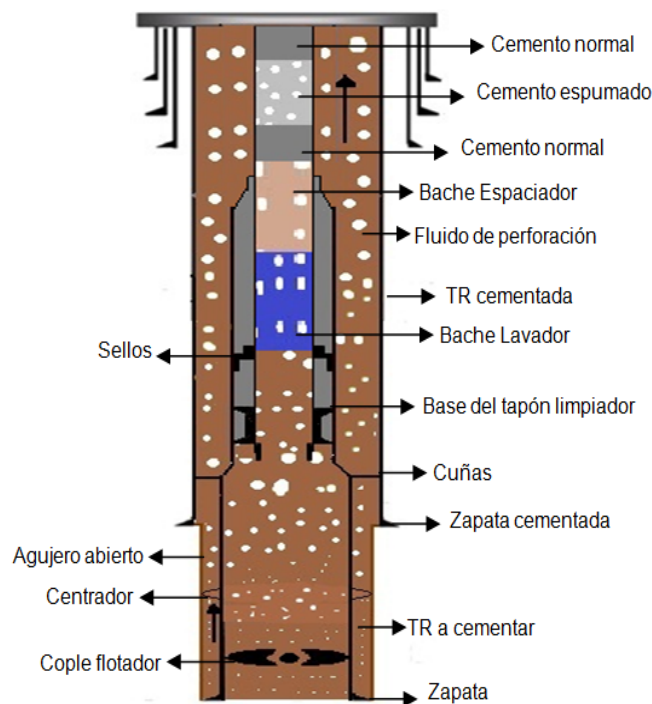 Cemento normal
Cemento espumado
Cemento normal
Bache Espaciador
Fluido de perforación
TR cementada
Bache Lavador
Sellos
Base del tapón limpiador
Cuñas
Zapata cementada
Agujero abierto
Centrador
TR a cementar
Cople flotador
Zapata